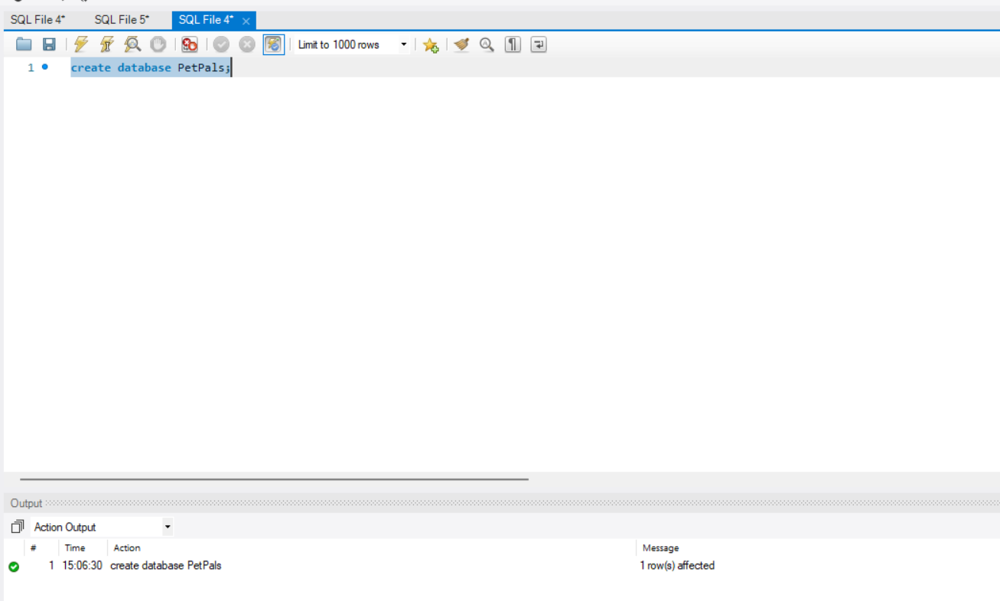 SQL File 4* SQL File 5* SQL File 4* ×
Limit to 1000 rows
1 create database PetPals;
Output
Action Output
# Time Action Message
1 15:06:30 create database PetPals 1 row(s) affected